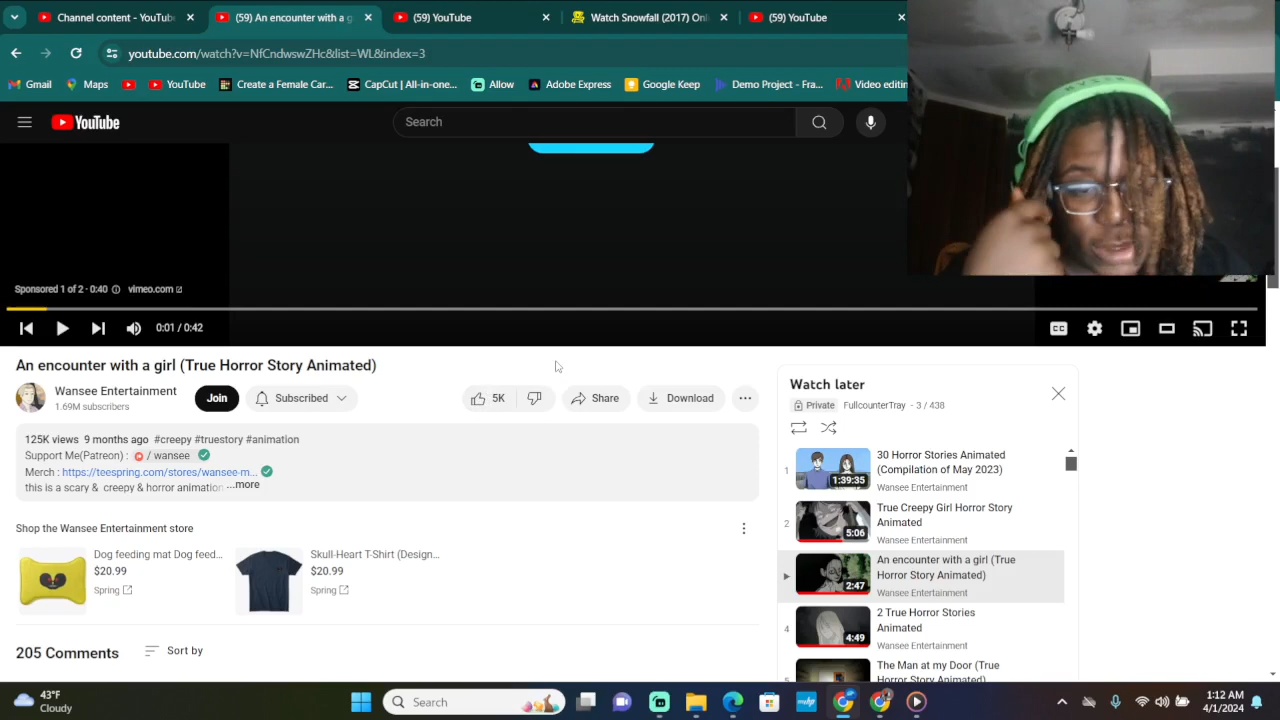 Channel content - YouTub
(59) An encounter with a g
(59) YouTube
Watch Snowfall (2017) Onl
(59) YouTube
youtube.com/watch?v=NfCndwswZHc&list=WL&index=3
Gmail
Maps
YouTube
Create a Female Car...
CapCut | All-in-one...
Allow
Adobe Express
Google Keep
Demo Project - Fra...
Video editin
YouTube
Search
Sponsored 1 of 2 · 0:40
vimeo.com
0:01 / 0:42
CC
An encounter with a girl (True Horror Story Animated)
Wansee Entertainment
1.69M subscribers
Join
Subscribed
5K
Share
Download
125K views 9 months ago #creepy #truestory #animation
Support Me(Patreon) : / wansee
Merch : https://teespring.com/stores/wansee-m...
this is a scary & creepy & horror animation ...more
Shop the Wansee Entertainment store
Dog feeding mat Dog feed...
$20.99
Spring
Skull-Heart T-Shirt (Design...
$20.99
Spring
205 Comments
Sort by
Watch later
Private FullcounterTray - 3 / 438
1
30 Horror Stories Animated
(Compilation of May 2023)
Wansee Entertainment
1:39:35
2
True Creepy Girl Horror Story
Animated
Wansee Entertainment
5:06
An encounter with a girl (True
Horror Story Animated)
Wansee Entertainment
2:47
4
2 True Horror Stories
Animated
Wansee Entertainment
4:49
5
The Man at my Door (True
Horror Story Animated)
43°F
Cloudy
Search
1:12 AM
4/1/2024